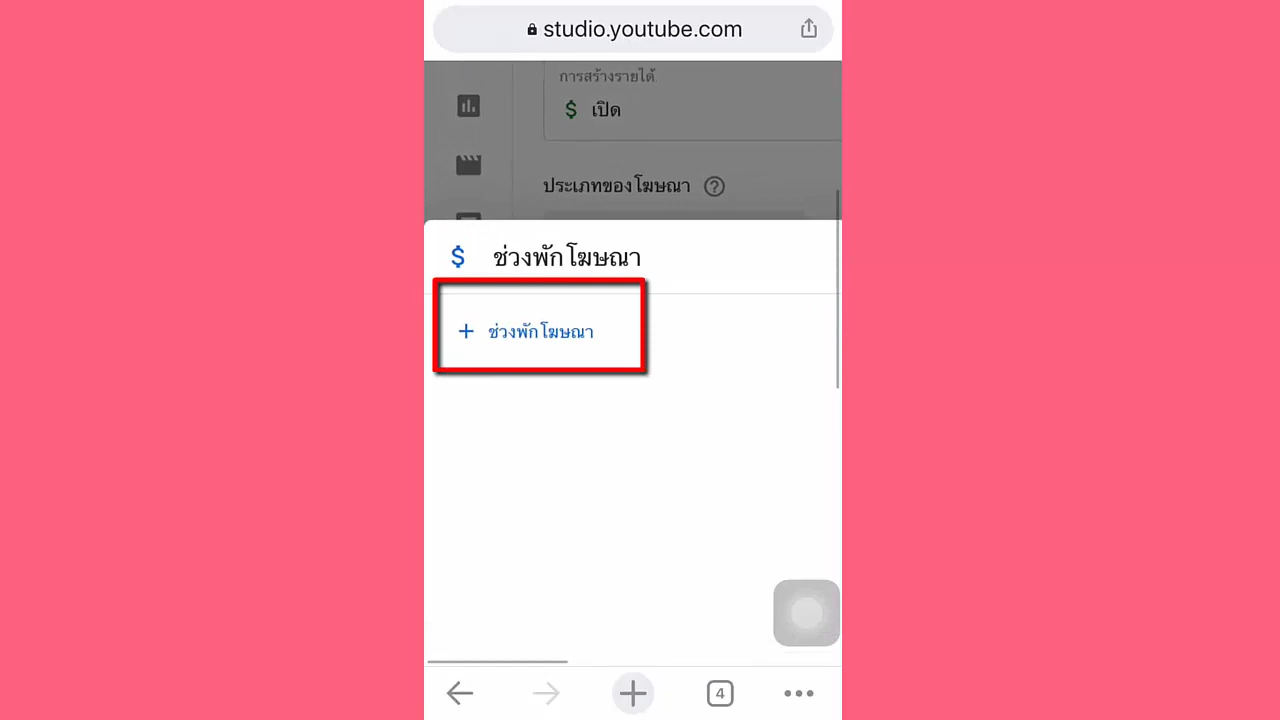 studio.youtube.com
การสร้างรายได้
$ เปิด
ประเภทของโฆษณา ?
$ ช่วงพักโฆษณา
+ ช่วงพักโฆษณา
4